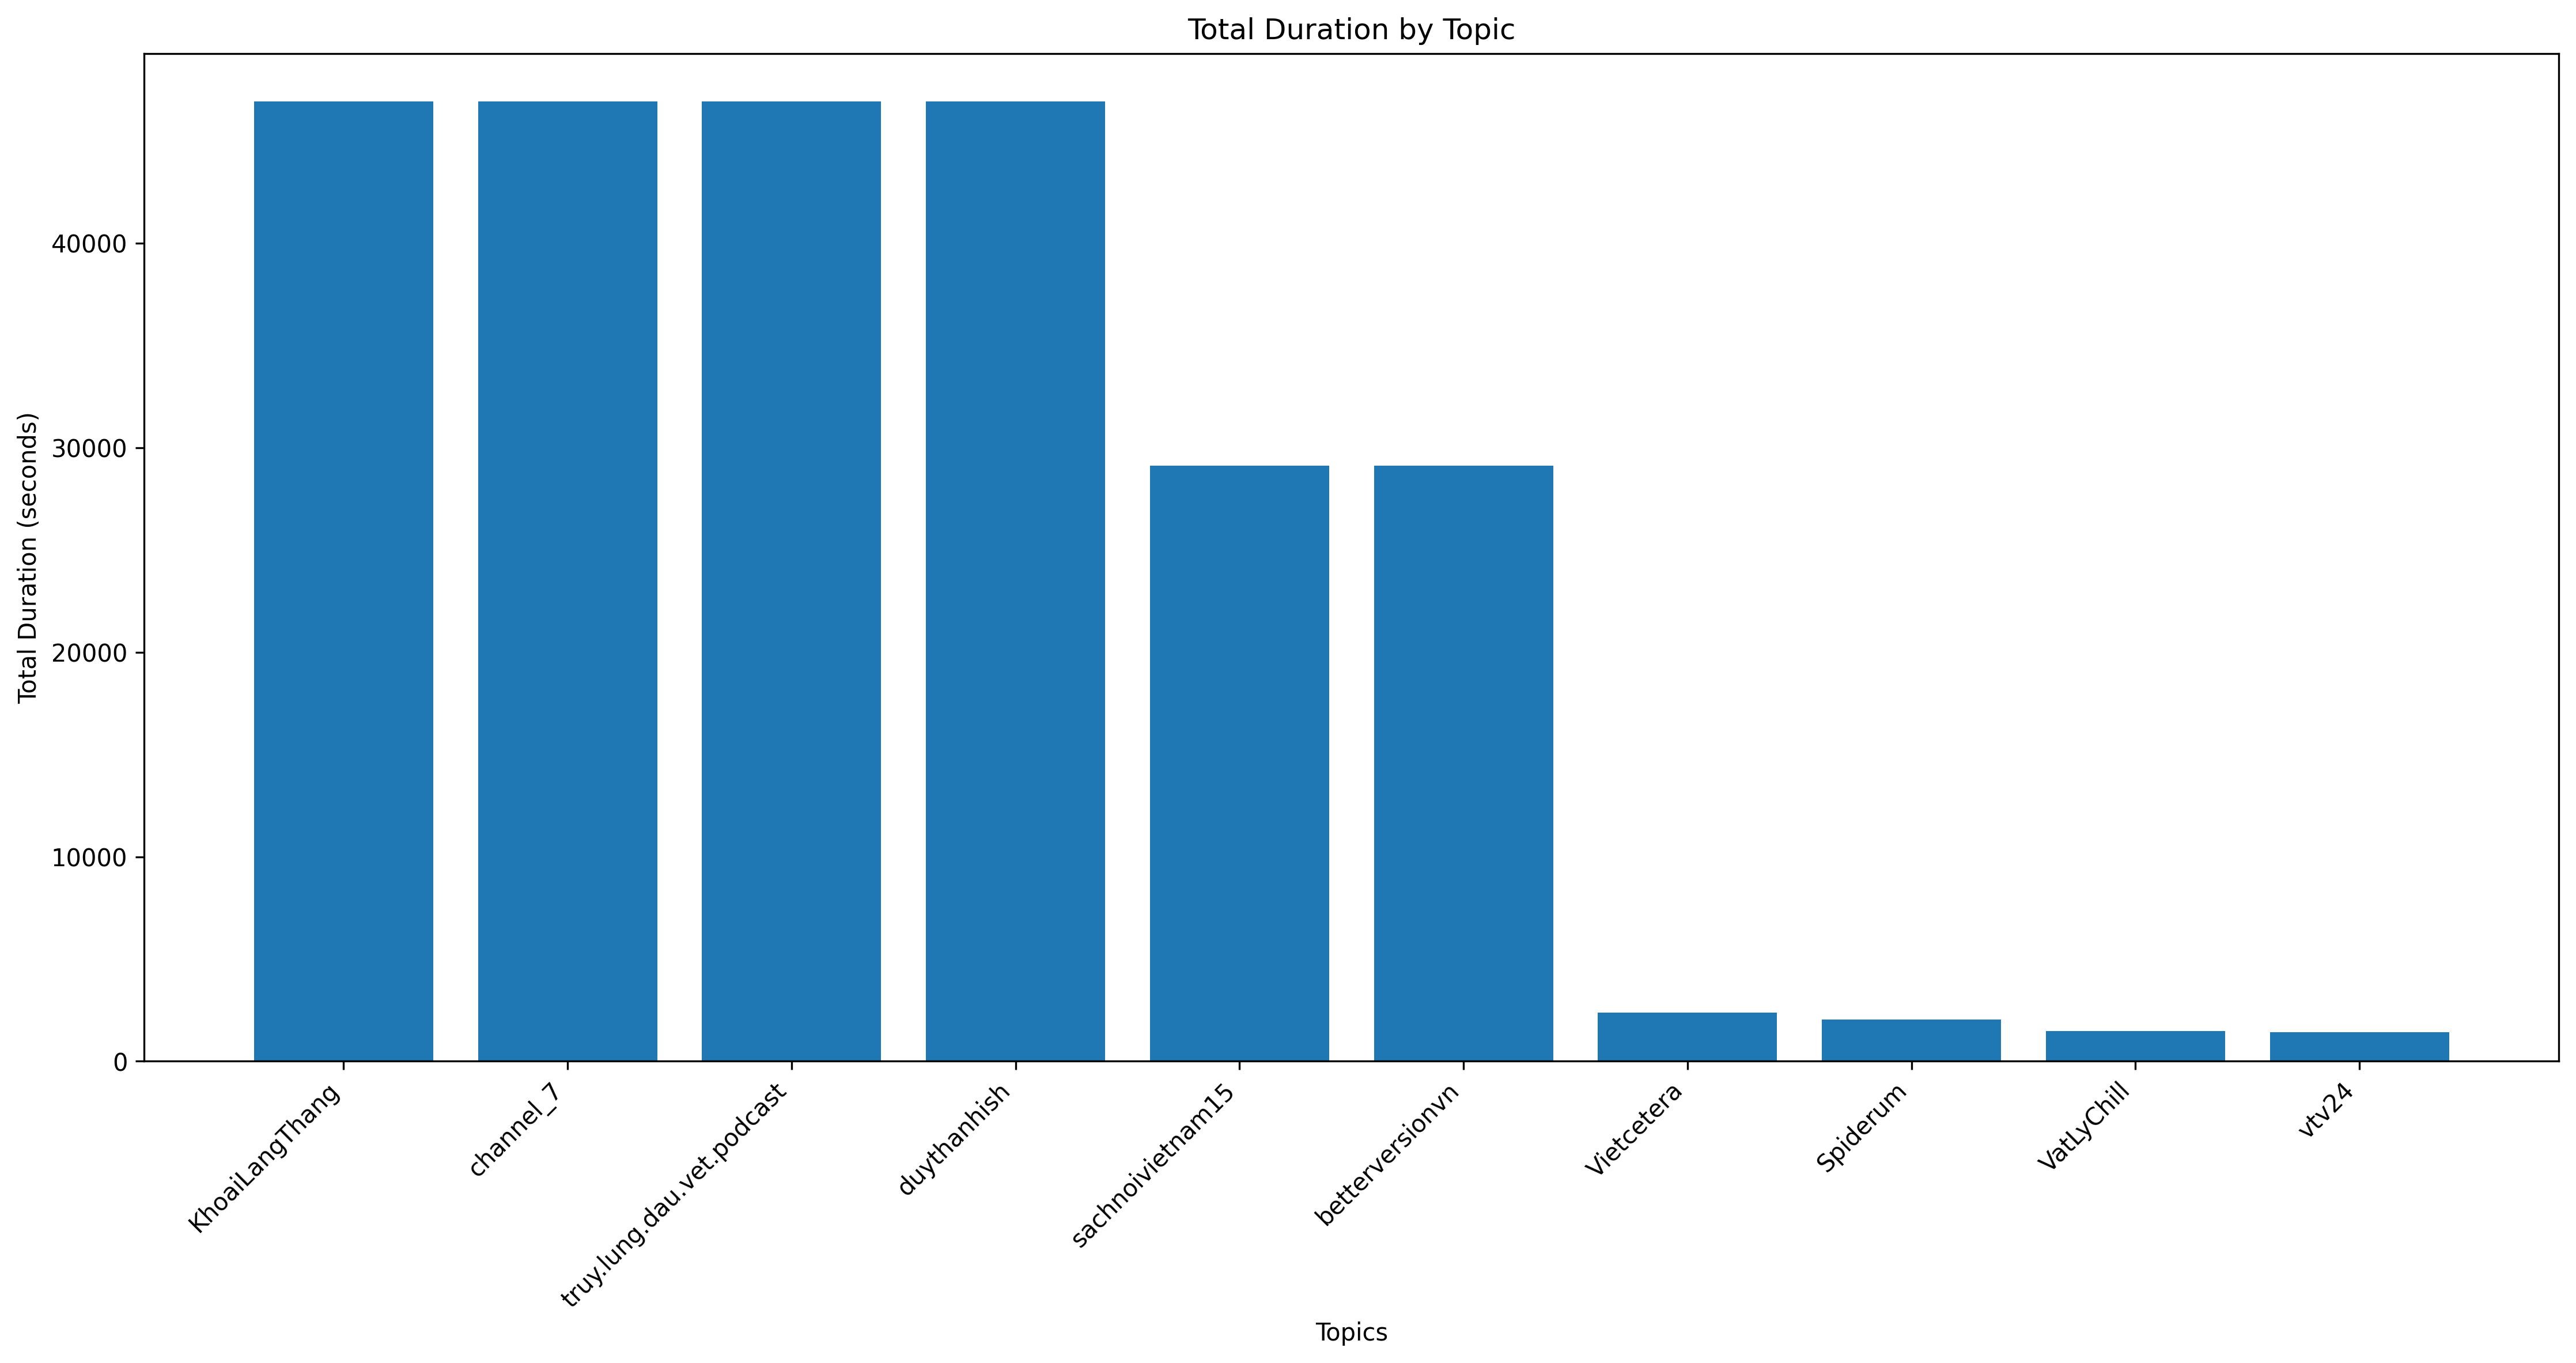 Total Duration by Topic
Total Duration (seconds)
40000
30000
20000
10000
0
KhoaiLangThang
channel_7
truy.lung.dau.vet.podcast
duythanhish
sachnoivietnam15
betterversionvn
Vietcetera
Spiderum
VatLyChill
vtv24
Topics